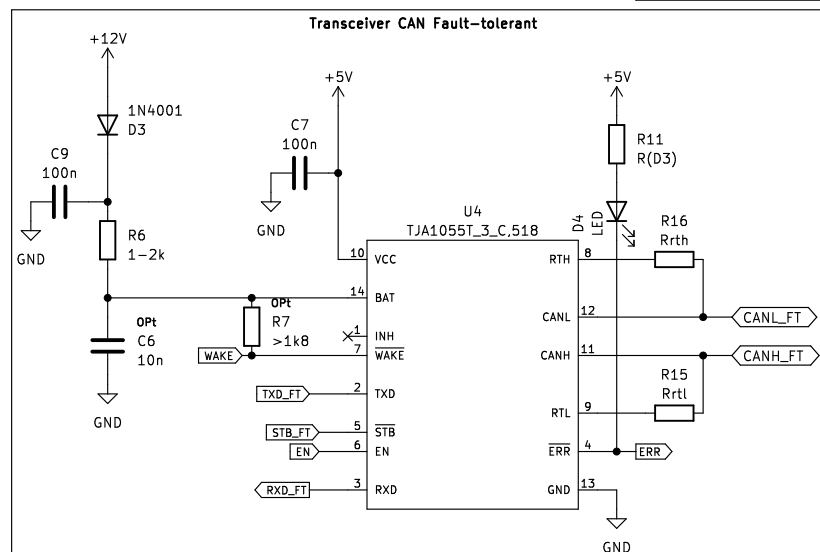 Transceiver CAN Fault-tolerant
+12V
1N4001
D3
C9
100n
GND
R6
1-2k
OPt
C6
10n
GND
+5V
C7
100n
GND
OPt
R7
>1k8
WAKE
TXD_FT
STB_FT
EN
RXD_FT
U4
TJA1055T_3_C,518
10 VCC
14 BAT
1 INH
7 WAKE
2 TXD
5 STB
6 EN
3 RXD
RTH 8
CANL 12
CANH 11
RTL 9
ERR 4
GND 13
+5V
R11
R(D3)
D4
LED
R16
Rrth
CANL_FT
CANH_FT
R15
Rrtl
ERR
GND